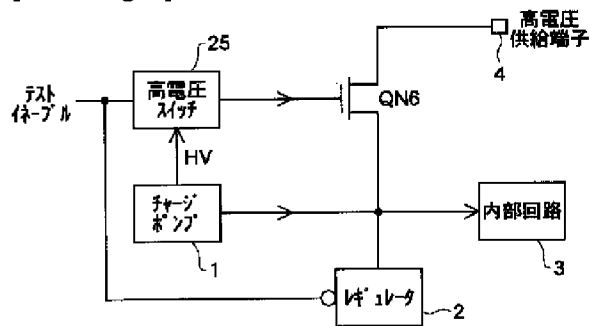 高電圧
供給端子
4
25
テスト
イネーブル
高電圧
スイッチ
QN6
HV
チャージ
ポンプ
1
内部回路
3
レギュレータ
2